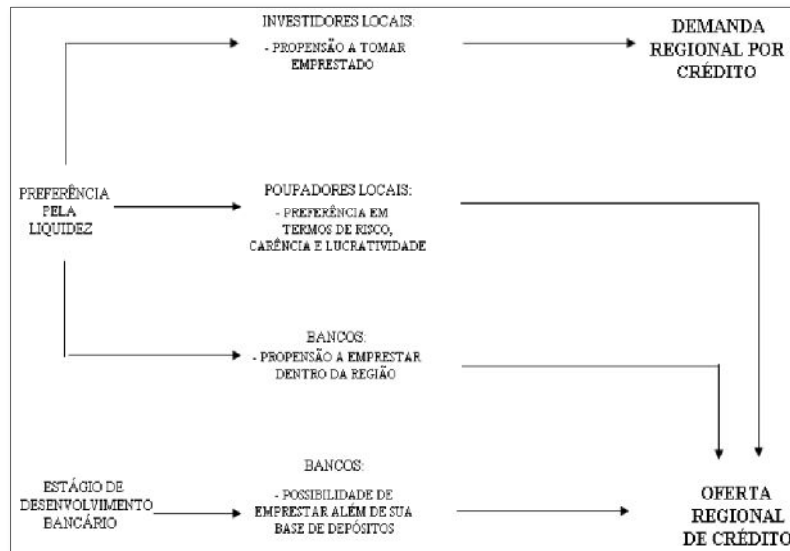 INVESTIDORES LOCAIS:
- PROPENSÃO A TOMAR
EMPRESTADO
DEMANDA
REGIONAL POR
CRÉDITO
PREFERÊNCIA
PELA
LIQUIDEZ
POUPADORES LOCAIS:
- PREFERÊNCIA EM
TERMOS DE RISCO,
CARÊNCIA E LUCRATIVIDADE
BANCOS:
- PROPENSÃO A EMPRESTAR
DENTRO DA REGIÃO
ESTÁGIO DE
DESENVOLVIMENTO
BANCÁRIO
BANCOS:
- POSSIBILIDADE DE
EMPRESTAR ALÉM DE SUA
BASE DE DEPÓSITOS
OFERTA
REGIONAL
DE CRÉDITO